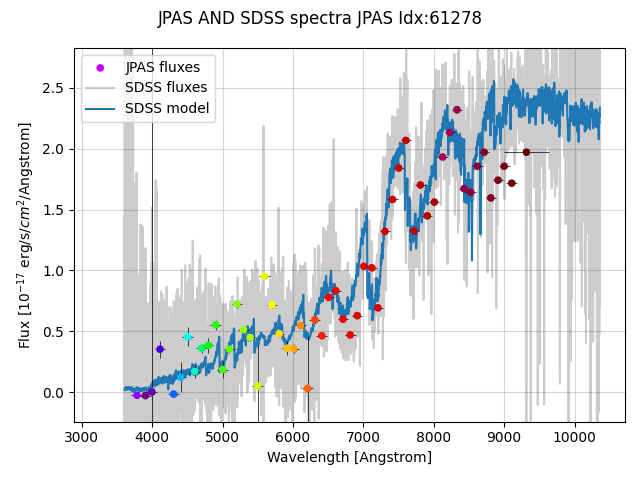 JPAS AND SDSS spectra JPAS Idx:61278
JPAS fluxes
SDSS fluxes
SDSS model
Flux [10⁻¹⁷ erg/s/cm²/Angstrom]
2.5
2.0
1.5
1.0
0.5
0.0
3000 4000 5000 6000 7000 8000 9000 10000
Wavelength [Angstrom]